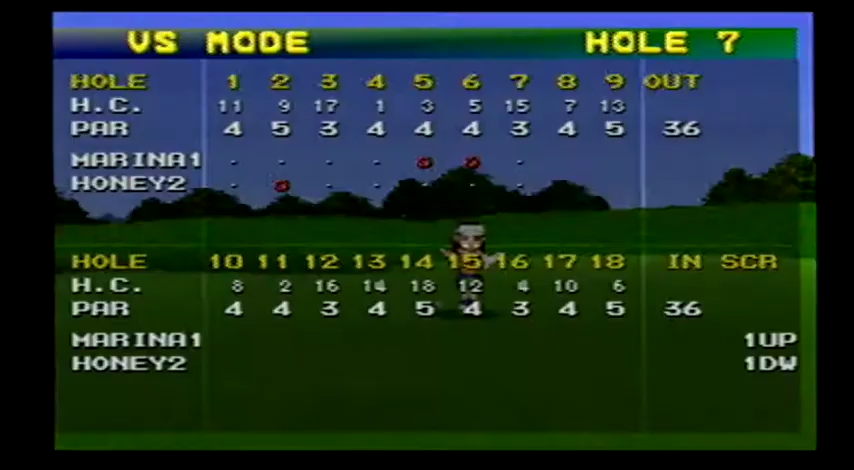 VS MODE HOLE 7
HOLE 1 2 3 4 5 6 7 8 9 OUT
H.C. 11 9 17 1 3 5 15 7 13
PAR 4 5 3 4 4 4 3 4 5 36
MARINA1 - - - - - 
HONEY2 - - - - - -
HOLE 10 11 12 13 14 15 16 17 18 IN SCR
H.C. 8 2 16 14 18 12 4 10 6
PAR 4 4 3 4 5 4 3 4 5 36
MARINA1 1UP
HONEY2 1DW